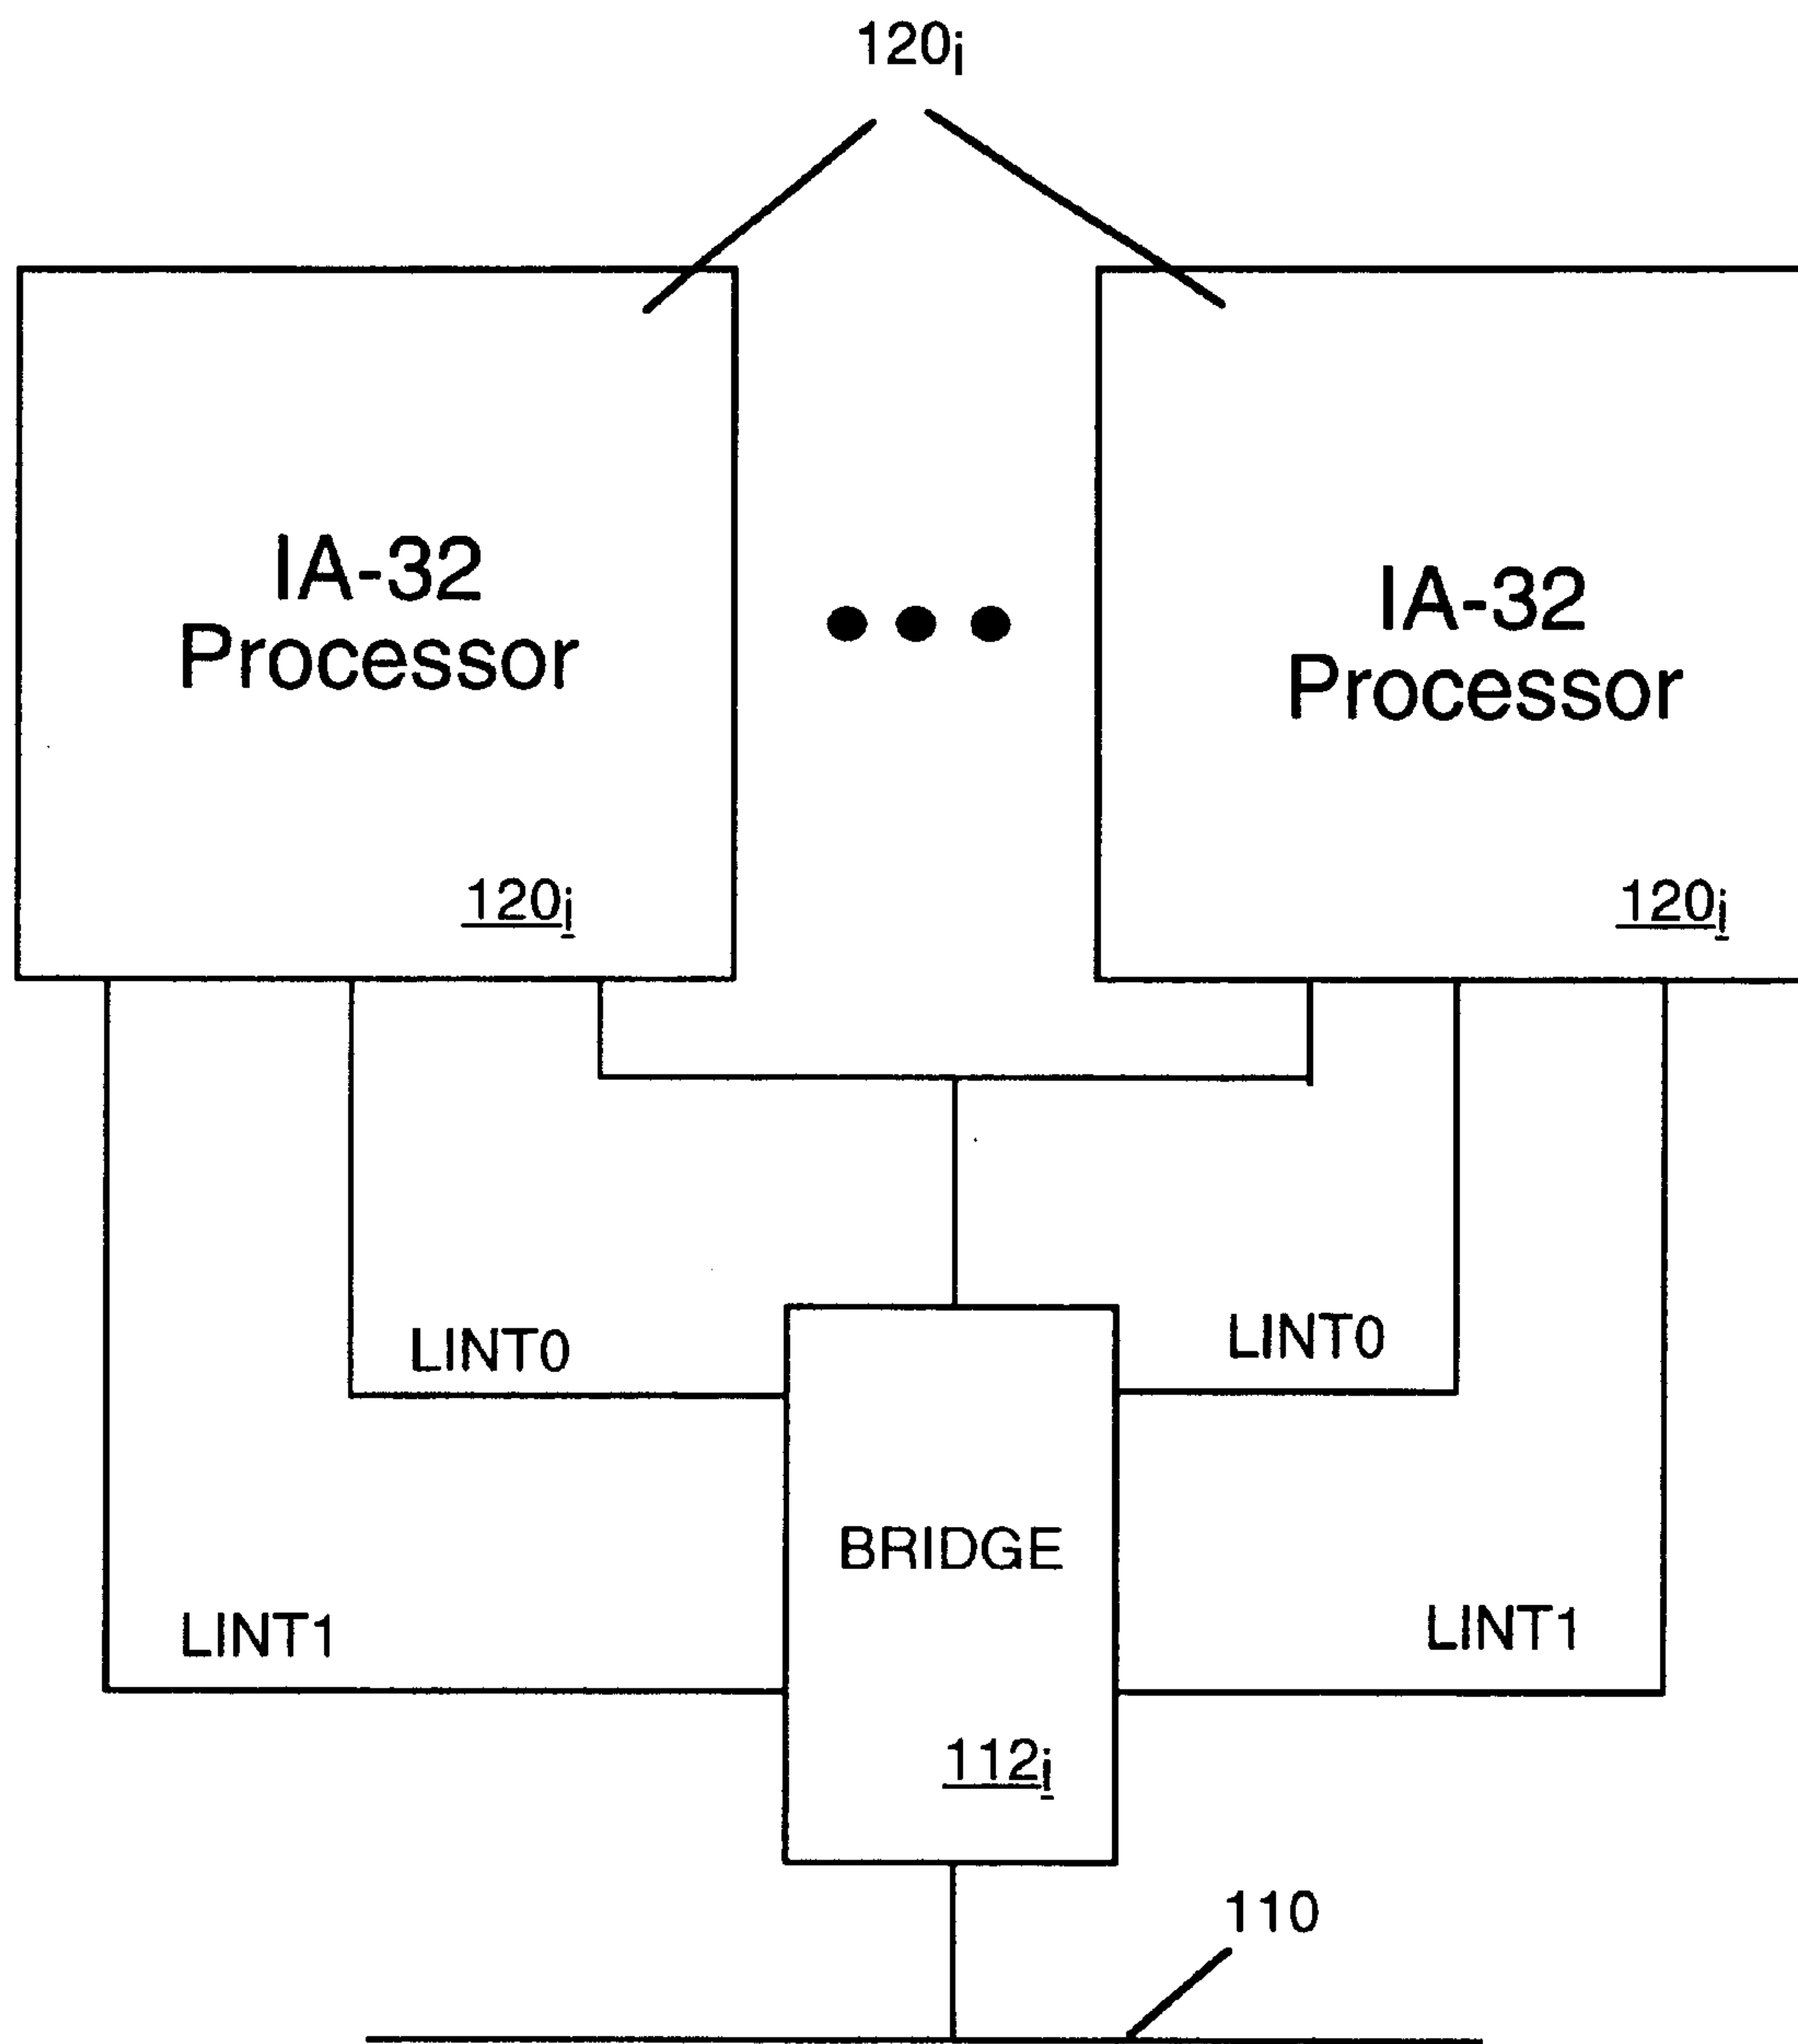 120i
IA-32
Processor
120i
IA-32
Processor
120i
LINT0
LINT0
BRIDGE
LINT1
LINT1
112i
110